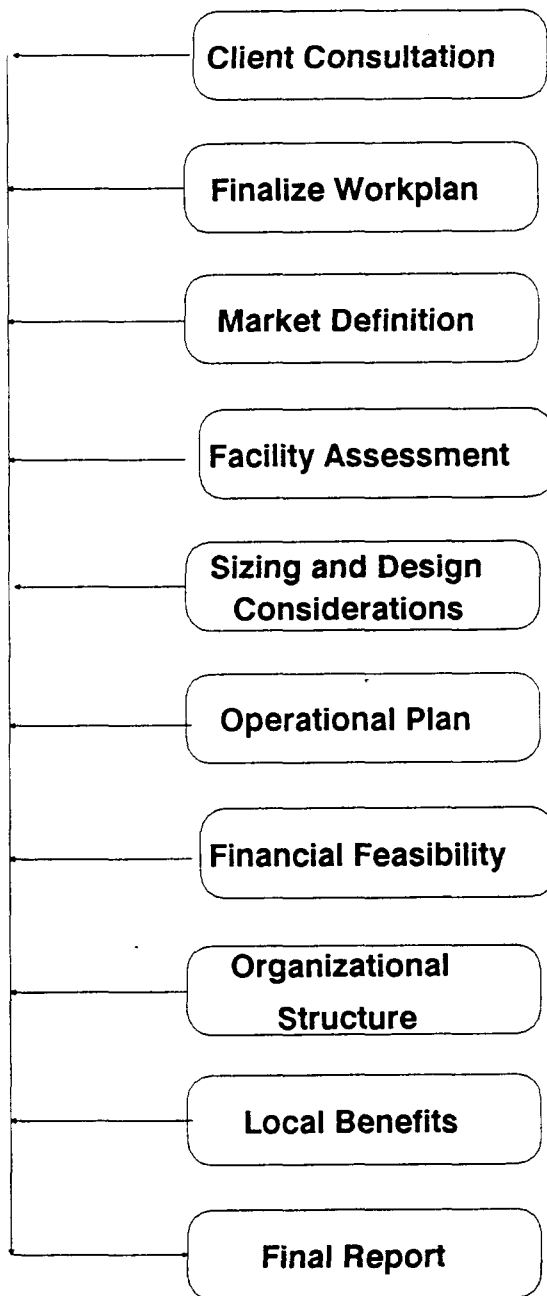 Client Consultation
Finalize Workplan
Market Definition
Facility Assessment
Sizing and Design
Considerations
Operational Plan
Financial Feasibility
Organizational
Structure
Local Benefits
Final Report